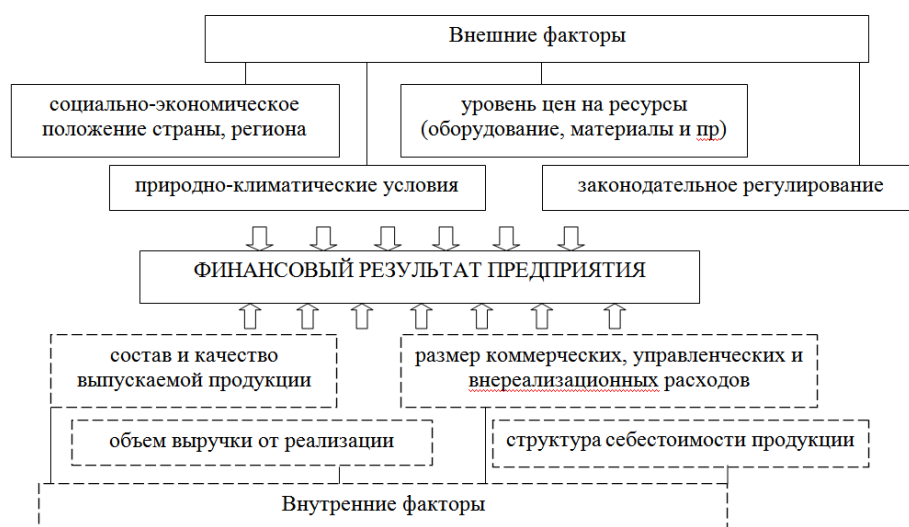 Внешние факторы
социально-экономическое
положение страны, региона
уровень цен на ресурсы
(оборудование, материалы и пр)
природно-климатические условия
законодательное регулирование
ФИНАНСОВЫЙ РЕЗУЛЬТАТ ПРЕДПРИЯТИЯ
состав и качество
выпускаемой продукции
размер коммерческих, управленческих и
внереализационных расходов
объем выручки от реализации
структура себестоимости продукции
Внутренние факторы